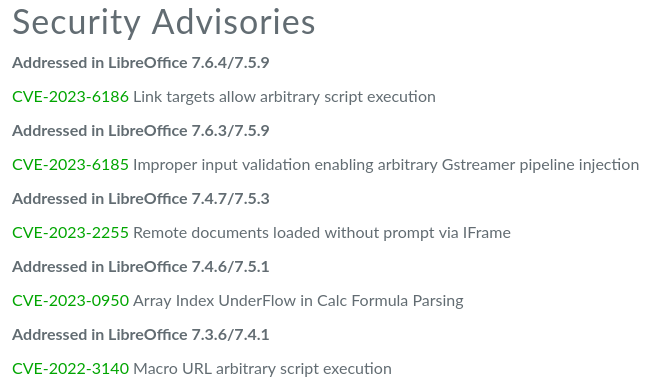 Security Advisories
Addressed in LibreOffice 7.6.4/7.5.9
CVE-2023-6186 Link targets allow arbitrary script execution
Addressed in LibreOffice 7.6.3/7.5.9
CVE-2023-6185 Improper input validation enabling arbitrary Gstreamer pipeline injection
Addressed in LibreOffice 7.4.7/7.5.3
CVE-2023-2255 Remote documents loaded without prompt via IFrame
Addressed in LibreOffice 7.4.6/7.5.1
CVE-2023-0950 Array Index UnderFlow in Calc Formula Parsing
Addressed in LibreOffice 7.3.6/7.4.1
CVE-2022-3140 Macro URL arbitrary script execution